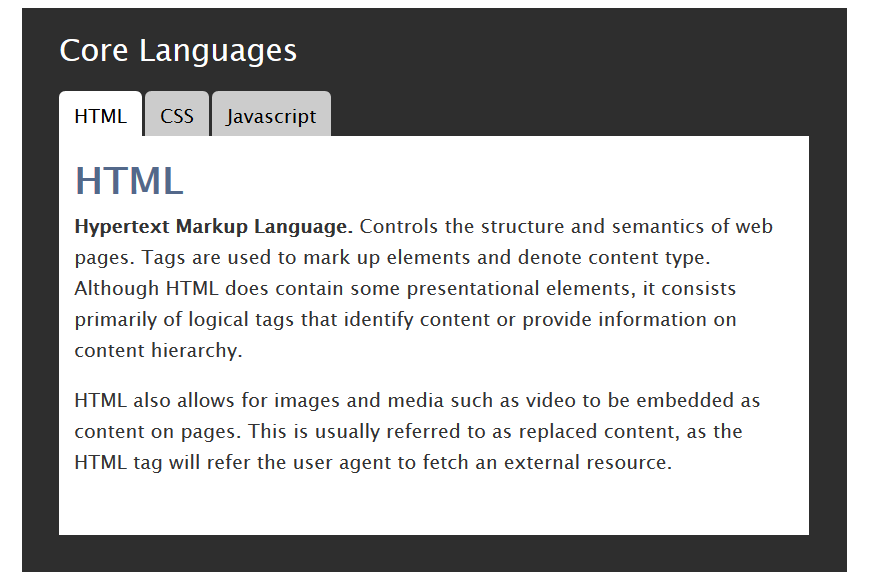 Core Languages
HTML CSS Javascript
HTML
Hypertext Markup Language. Controls the structure and semantics of web
pages. Tags are used to mark up elements and denote content type.
Although HTML does contain some presentational elements, it consists
primarily of logical tags that identify content or provide information on
content hierarchy.
HTML also allows for images and media such as video to be embedded as
content on pages. This is usually referred to as replaced content, as the
HTML tag will refer the user agent to fetch an external resource.